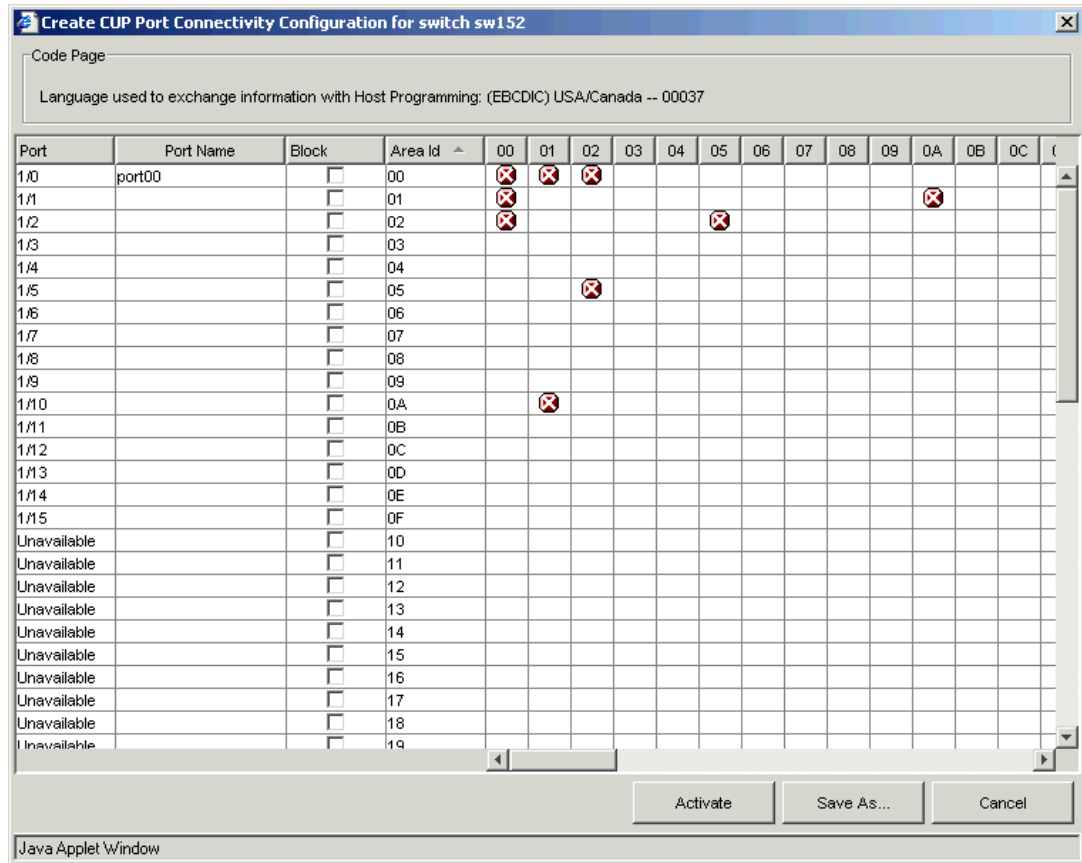 Create CUP Port Connectivity Configuration for switch sw152
Code Page
Language used to exchange information with Host Programming: (EBCDIC) USA/Canada -- 00037
Port Port Name Block Area Id 00 01 02 03 04 05 06 07 08 09 0A 0B 0C
1/0 port00 00
1/1 01
1/2 02
1/3 03
1/4 04
1/5 05
1/6 06
1/7 07
1/8 08
1/9 09
1/10 0A
1/11 0B
1/12 0C
1/13 0D
1/14 0E
1/15 0F
Unavailable 10
Unavailable 11
Unavailable 12
Unavailable 13
Unavailable 14
Unavailable 15
Unavailable 16
Unavailable 17
Unavailable 18
Unavailable 19
Activate Save As... Cancel
Java Applet Window